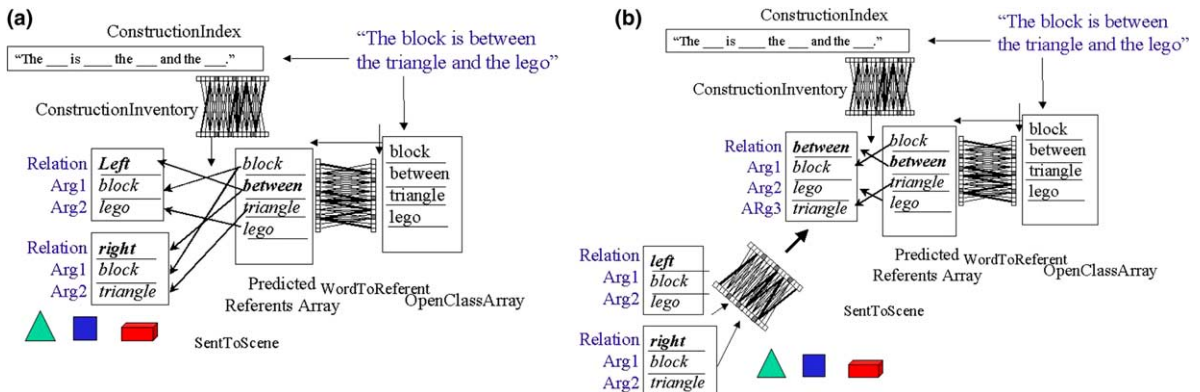 (a)
ConstructionIndex
“The ___ is ____ the ___ and the ___.”
“The block is between
the triangle and the lego”
ConstructionInventory
Relation Left
Arg1 block
Arg2 lego
Relation right
Arg1 block
Arg2 triangle
block
between
triangle
lego
block
between
triangle
lego
Predicted
Referents Array
WordToReferent
OpenClassArray
SentToScene
(b)
ConstructionIndex
“The ___ is ____ the ___ and the ___.”
“The block is between
the triangle and the lego”
ConstructionInventory
Relation between
Arg1 block
Arg2 lego
ARg3 triangle
block
between
triangle
lego
block
between
triangle
lego
Predicted
Referents Array
WordToReferent
OpenClassArray
Relation left
Arg1 block
Arg2 lego
SentToScene
Relation right
Arg1 block
Arg2 triangle